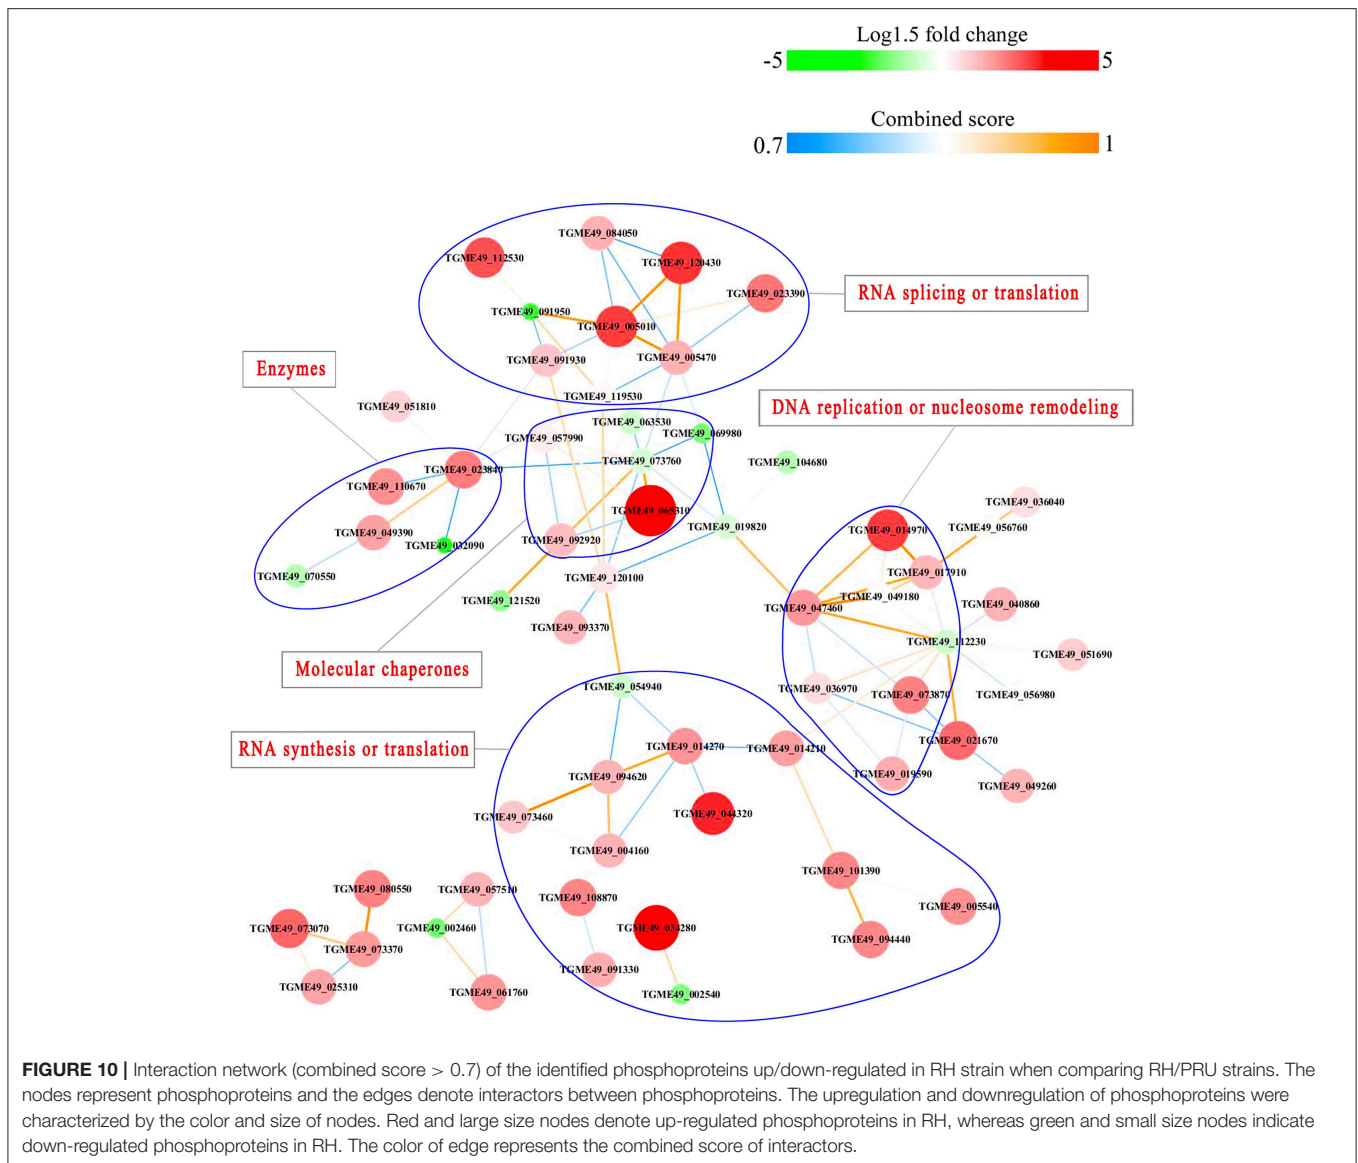 Log1.5 fold change
-5 5
Combined score
0.7 1
TGME49_084050
TGME49_112530
TGME49_120430
TGME49_023390
RNA splicing or translation
TGME49_091950
TGME49_005010
TGME49_091930
TGME49_005470
Enzymes
TGME49_119530
TGME49_051810
DNA replication or nucleosome remodeling
TGME49_063530
TGME49_069980
TGME49_057990
TGME49_073760
TGME49_104680
TGME49_023840
TGME49_110670
TGME49_036040
TGME49_065310
TGME49_019820
TGME49_056760
TGME49_014970
TGME49_049390
TGME49_092920
TGME49_032090
TGME49_070550
TGME49_120100
TGME49_017910
TGME49_049180
TGME49_121520
TGME49_047460
TGME49_040860
TGME49_093370
TGME49_112230
TGME49_051690
Molecular chaperones
TGME49_054940
TGME49_036970
TGME49_073870
TGME49_056980
RNA synthesis or translation
TGME49_014270
TGME49_014210
TGME49_021670
TGME49_094620
TGME49_019590
TGME49_049260
TGME49_073460
TGME49_044320
TGME49_004160
TGME49_101390
TGME49_080550
TGME49_057510
TGME49_108870
TGME49_005540
TGME49_073070
TGME49_002460
TGME49_034280
TGME49_094440
TGME49_073370
TGME49_091330
TGME49_025310
TGME49_061760
TGME49_002540
FIGURE 10 | Interaction network (combined score > 0.7) of the identified phosphoproteins up/down-regulated in RH strain when comparing RH/PRU strains. The
nodes represent phosphoproteins and the edges denote interactors between phosphoproteins. The upregulation and downregulation of phosphoproteins were
characterized by the color and size of nodes. Red and large size nodes denote up-regulated phosphoproteins in RH, whereas green and small size nodes indicate
down-regulated phosphoproteins in RH. The color of edge represents the combined score of interactors.